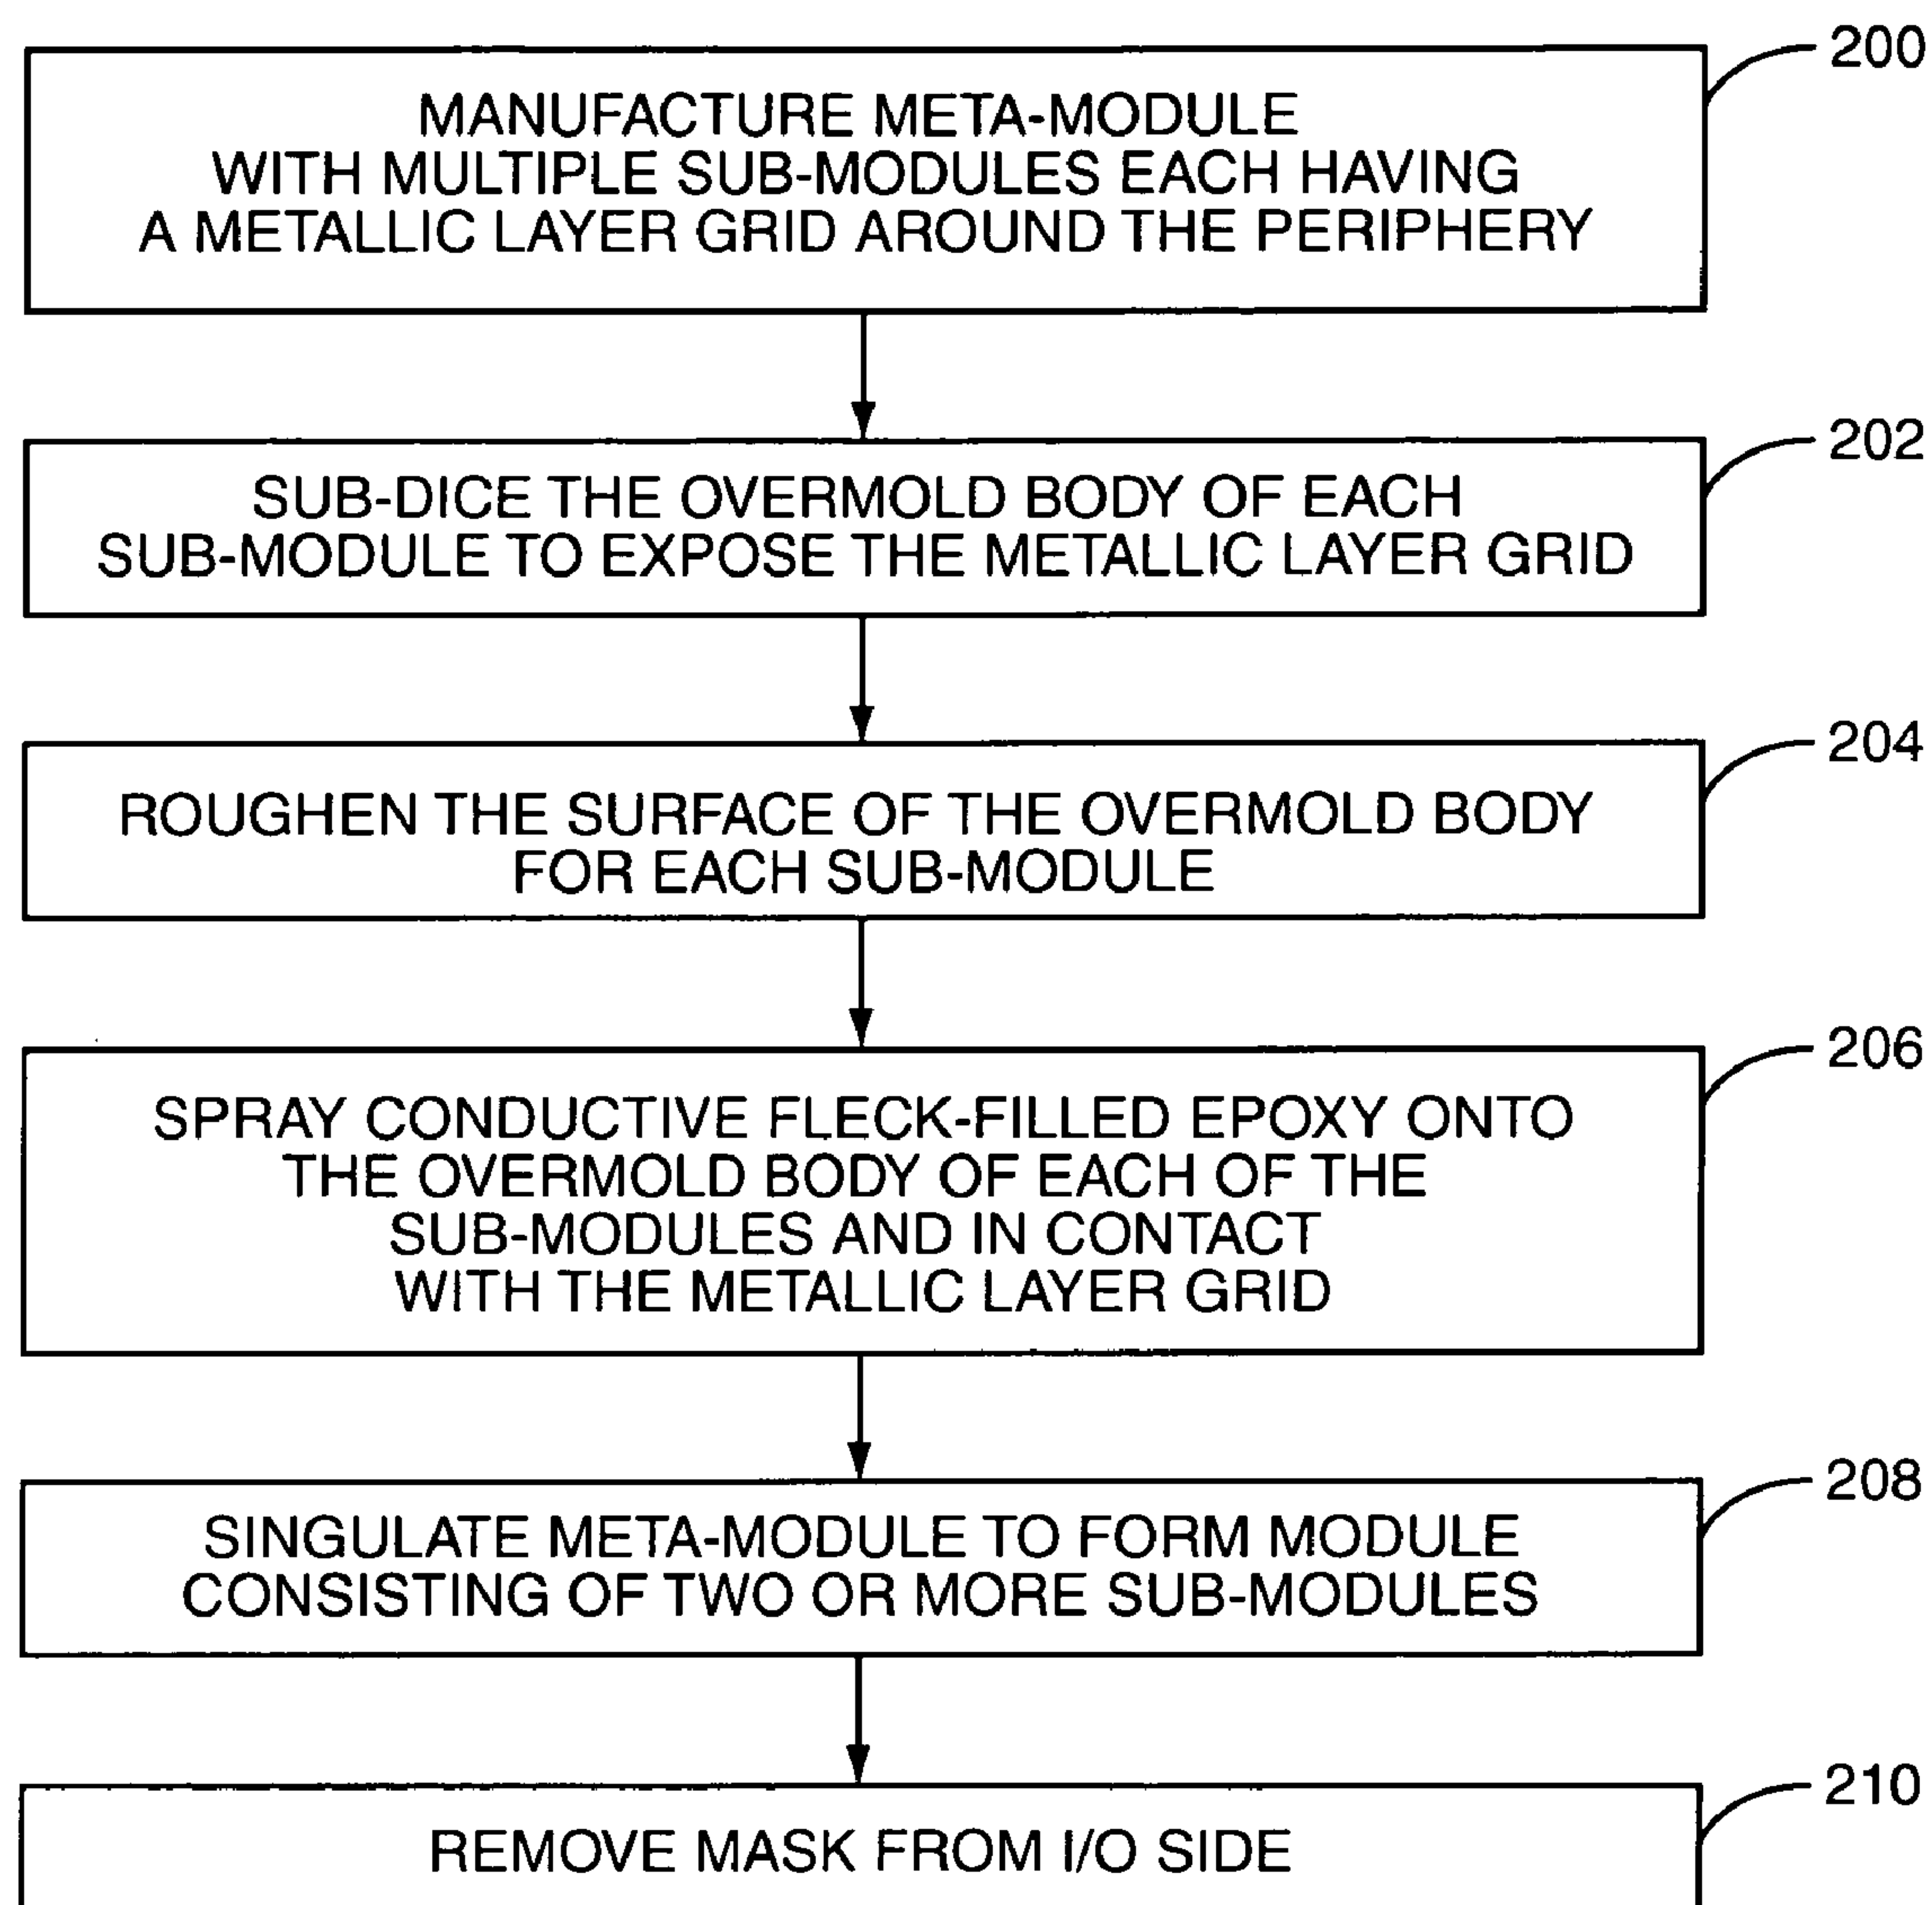 200
MANUFACTURE META-MODULE
WITH MULTIPLE SUB-MODULES EACH HAVING
A METALLIC LAYER GRID AROUND THE PERIPHERY
202
SUB-DICE THE OVERMOLD BODY OF EACH
SUB-MODULE TO EXPOSE THE METALLIC LAYER GRID
204
ROUGHEN THE SURFACE OF THE OVERMOLD BODY
FOR EACH SUB-MODULE
206
SPRAY CONDUCTIVE FLECK-FILLED EPOXY ONTO
THE OVERMOLD BODY OF EACH OF THE
SUB-MODULES AND IN CONTACT
WITH THE METALLIC LAYER GRID
208
SINGULATE META-MODULE TO FORM MODULE
CONSISTING OF TWO OR MORE SUB-MODULES
210
REMOVE MASK FROM I/O SIDE